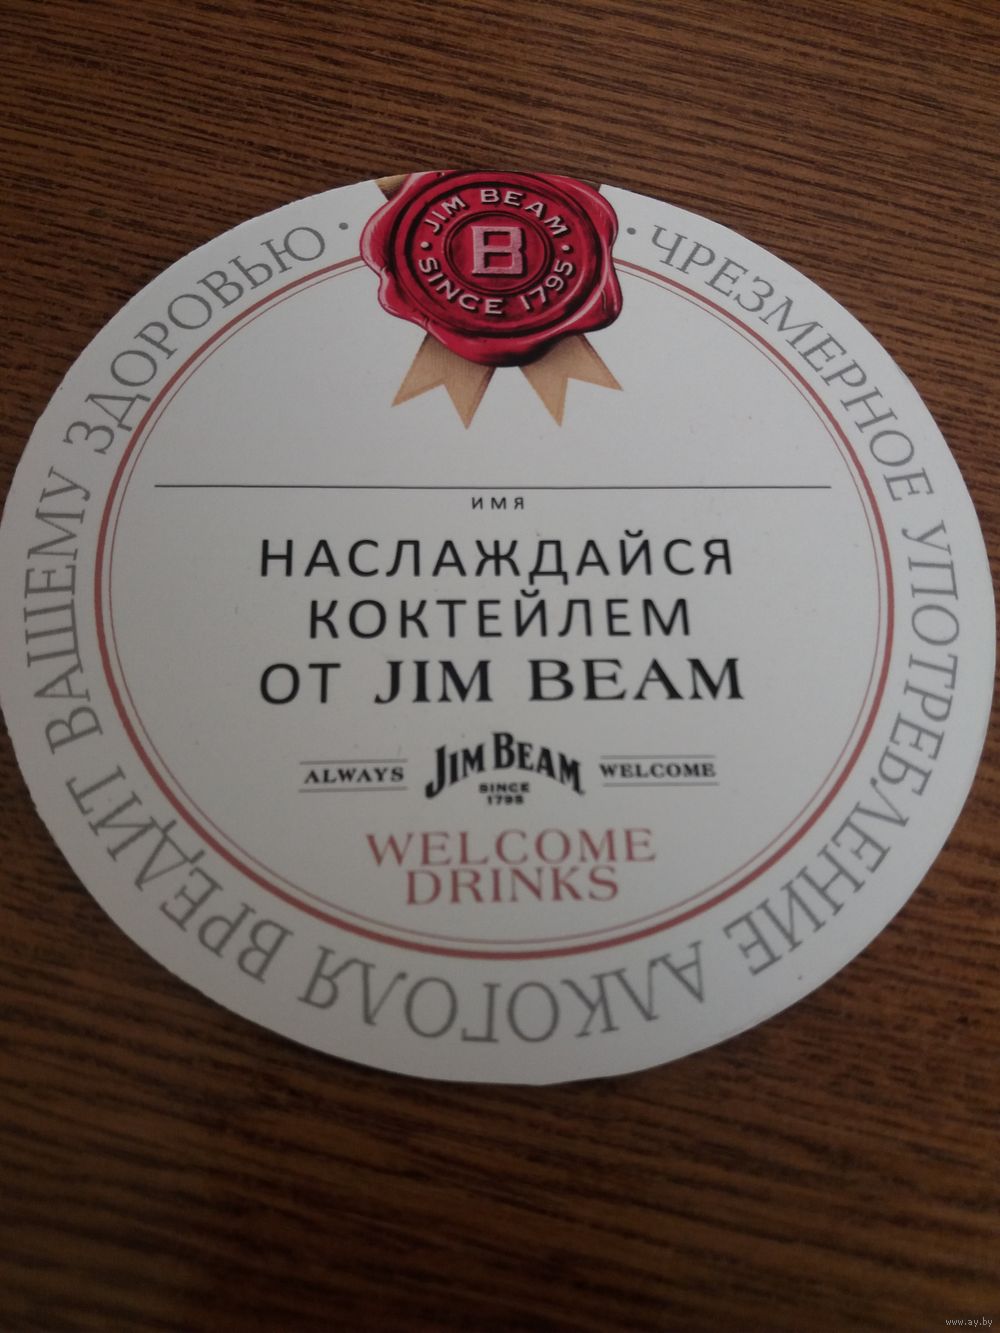 JIM BEAM
B
SINCE 1795
· ЧРЕЗМЕРНОЕ УПОТРЕБЛЕНИЕ АЛКОГОЛЯ ВРЕДИТ ВАШЕМУ ЗДОРОВЬЮ ·
ИМЯ
НАСЛАЖДАЙСЯ
КОКТЕЙЛЕМ
ОТ JIM BEAM
ALWAYS JIM BEAM WELCOME
SINCE
1795
WELCOME
DRINKS
www.ay.by